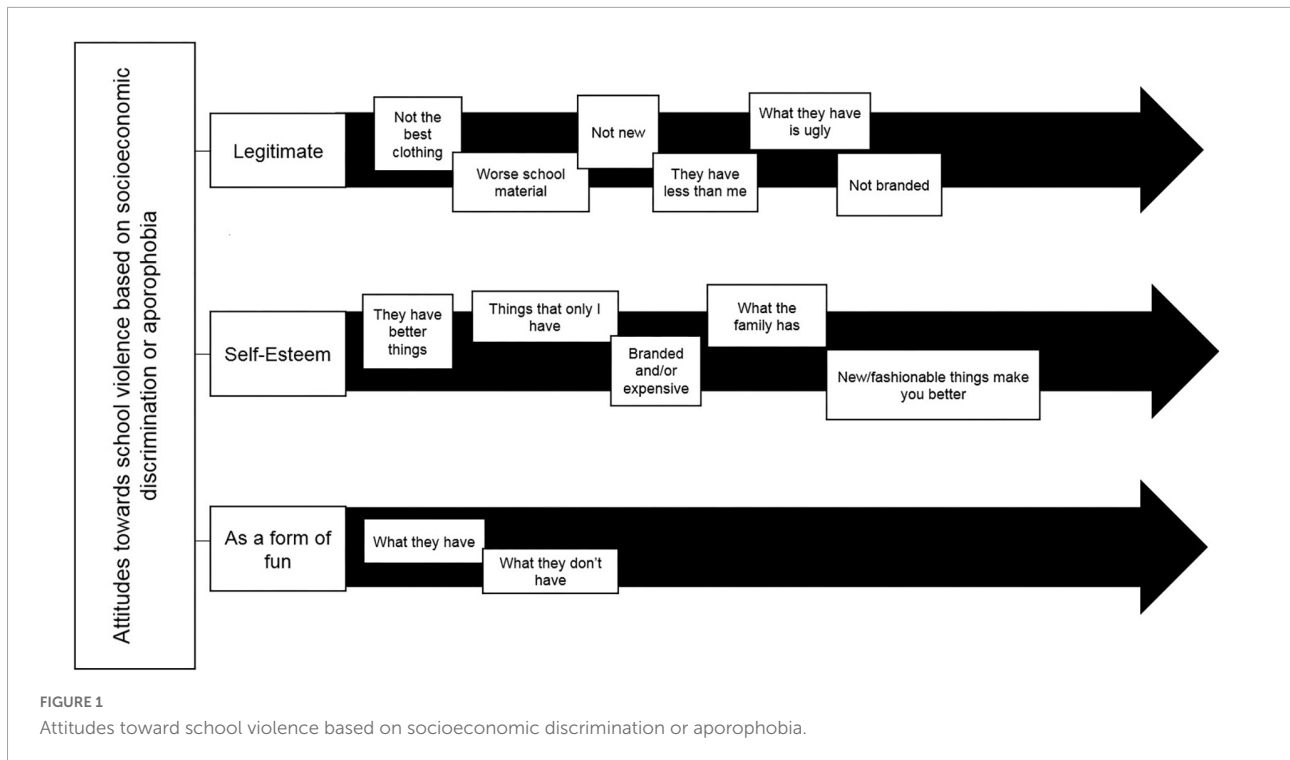 Attitudes towards school violence based on socioeconomic
discrimination or aporophobia
Legitimate
Not the
best
clothing
Worse school
material
Not new
They have
less than me
What they have
is ugly
Not branded
Self-Esteem
They have
better
things
Things that only I
have
Branded
and/or
expensive
What the
family has
New/fashionable things make
you better
As a form of
fun
What they have
What they don't
have
FIGURE 1
Attitudes toward school violence based on socioeconomic discrimination or aporophobia.